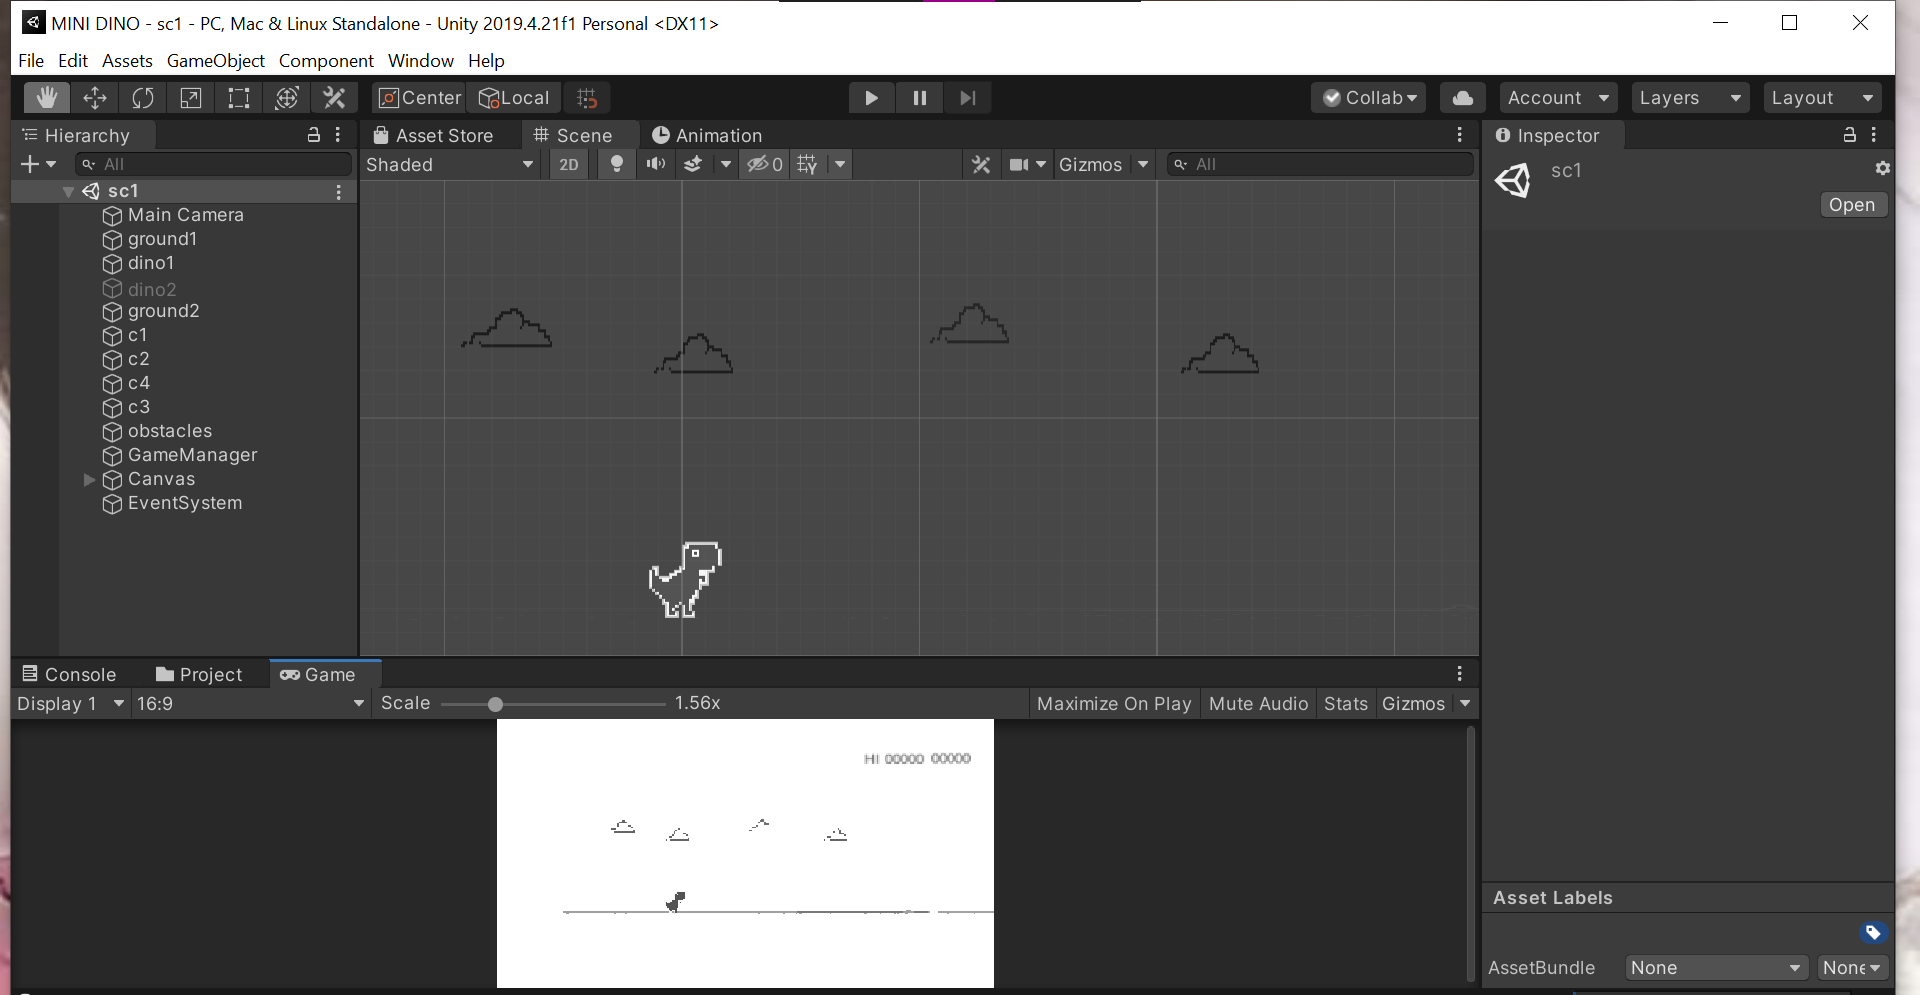 MINI DINO - sc1 - PC, Mac & Linux Standalone - Unity 2019.4.21f1 Personal <DX11>
File Edit Assets GameObject Component Window Help
Center Local Collab Account Layers Layout
Hierarchy
All
sc1
Main Camera
ground1
dino1
dino2
ground2
c1
c2
c4
c3
obstacles
GameManager
Canvas
EventSystem
Asset Store Scene Animation
Shaded 2D 0 Gizmos All
Inspector
sc1
Open
Console Project Game
Display 1 16:9 Scale 1.56x Maximize On Play Mute Audio Stats Gizmos
HI 00000 00000
Asset Labels
AssetBundle None None